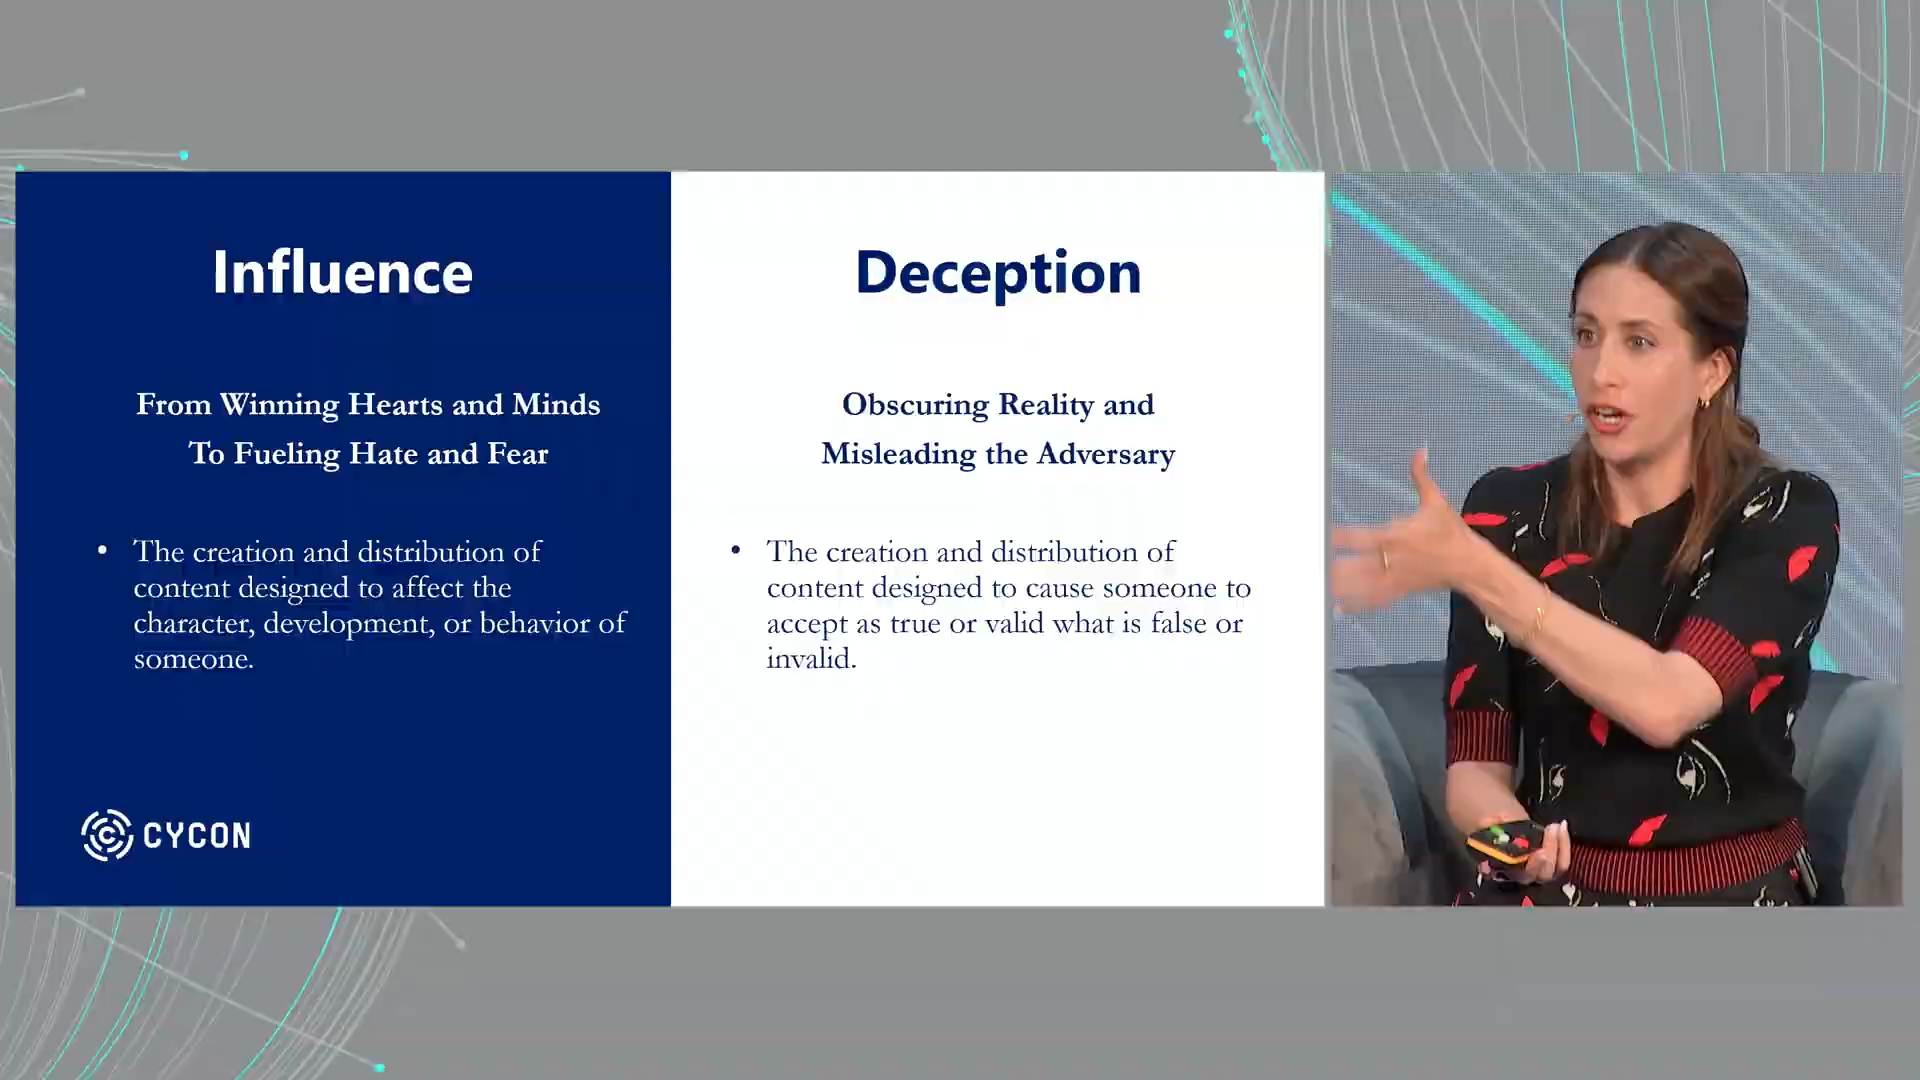 Influence
From Winning Hearts and Minds
To Fueling Hate and Fear
• The creation and distribution of
content designed to affect the
character, development, or behavior of
someone.
CYCON
Deception
Obscuring Reality and
Misleading the Adversary
• The creation and distribution of
content designed to cause someone to
accept as true or valid what is false or
invalid.